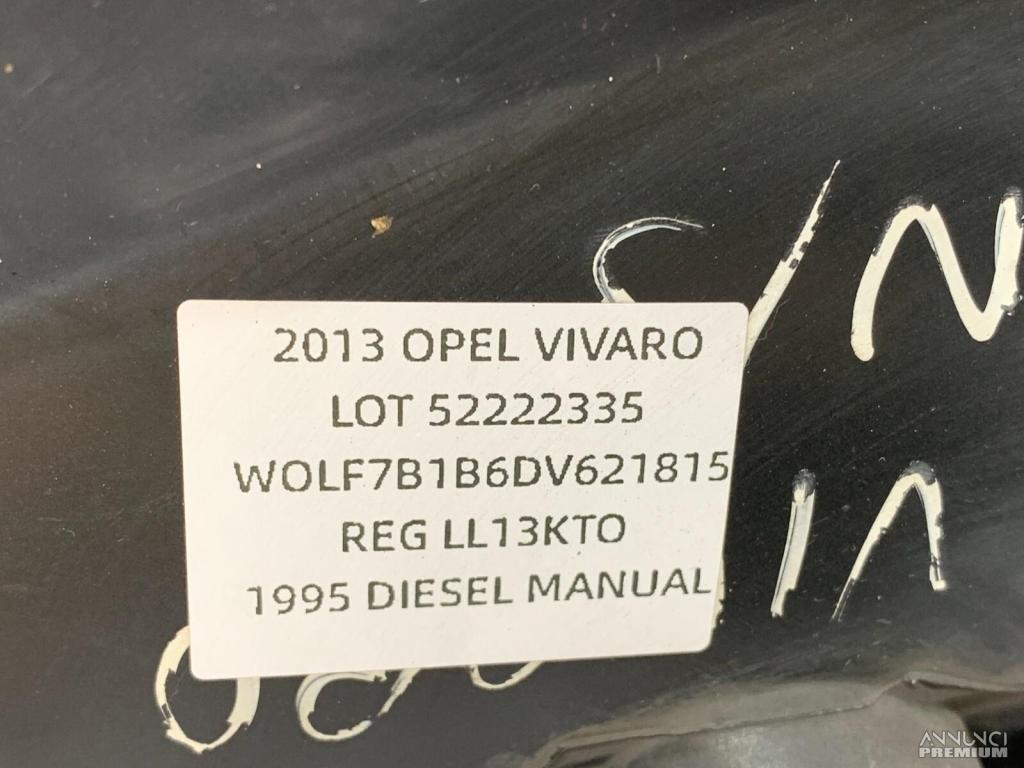 2013 OPEL VIVARO
LOT 52222335
WOLF7B1B6DV621815
REG LL13KTO
1995 DIESEL MANUAL
ANNUNCI
PREMIUM